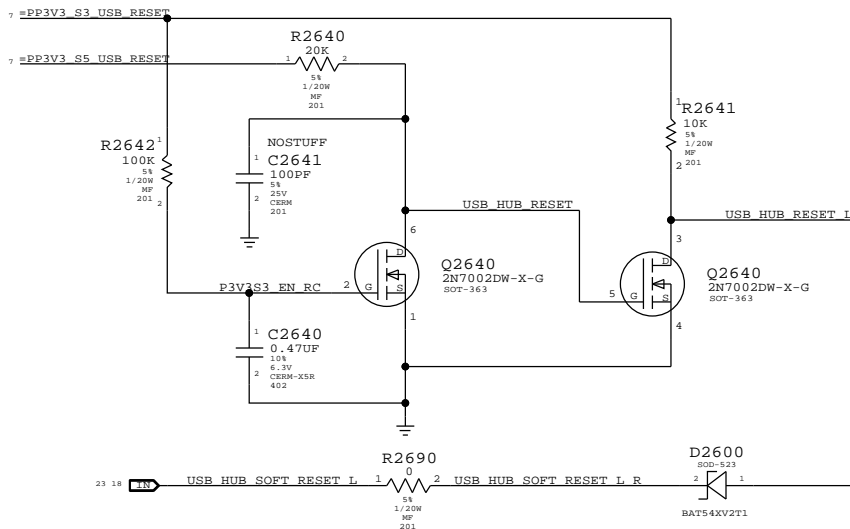 7 =PP3V3_S3_USB_RESET
7 =PP3V3_S5_USB_RESET
R2640
1 20K 2
5%
1/20W
MF
201
R2642
1
100K
5%
1/20W
MF
201
2
NOSTUFF
1 C2641
100PF
5%
25V
2 CERM
201
1
R2641
10K
5%
1/20W
MF
2 201
USB_HUB_RESET
USB_HUB_RESET_L
6
D
Q2640
2N7002DW-X-G
SOT-363
2 G S
1
3
D
Q2640
2N7002DW-X-G
SOT-363
5 G S
4
P3V3S3_EN_RC
1 C2640
0.47UF
10%
6.3V
2 CERM-X5R
402
23 18 IN USB_HUB_SOFT_RESET_L
R2690
1 0 2
5%
1/20W
MF
201
USB_HUB_SOFT_RESET_L_R
D2600
SOD-523
2 1
BAT54XV2T1